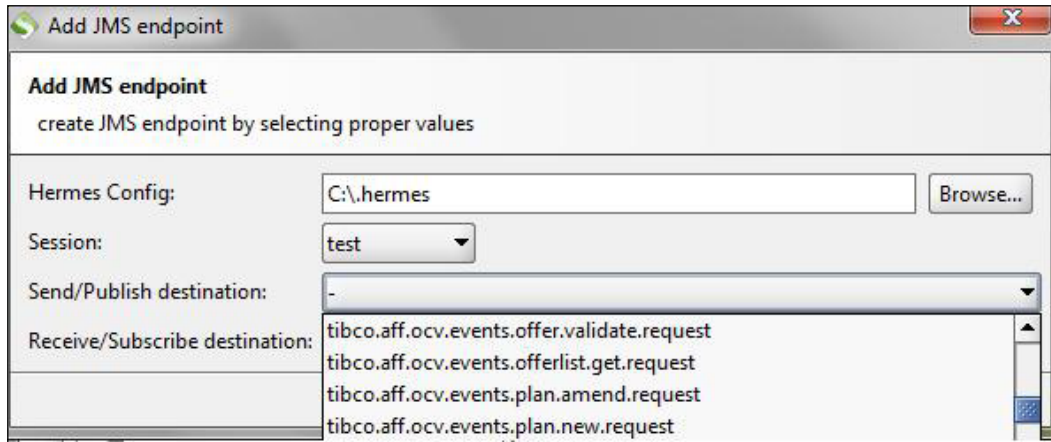 Add JMS endpoint
Add JMS endpoint
create JMS endpoint by selecting proper values
Hermes Config:
C:\.hermes
Browse...
Session:
test
Send/Publish destination:
-
Receive/Subscribe destination:
tibco.aff.ocv.events.offer.validate.request
tibco.aff.ocv.events.offerlist.get.request
tibco.aff.ocv.events.plan.amend.request
tibco.aff.ocv.events.plan.new.request